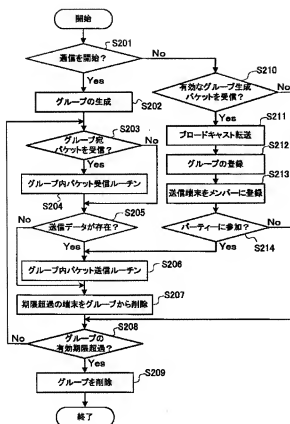 開始
S201
通信を開始？
No
Yes
S210
有効なグループ生成
パケットを受信？
No
Yes
グループの生成
S202
S211
ブロードキャスト転送
S212
グループの登録
S213
送信端末をメンバーに登録
S203
グループ宛
パケットを受信？
No
Yes
グループ内パケット受信ルーチン
S204
S205
No
送信データが存在？
Yes
パーティーに参加？
No
Yes
S214
グループ内パケット送信ルーチン
S206
S207
期限超過の端末をグループから削除
S208
グループの
有効期限超過？
No
Yes
S209
グループを削除
終了